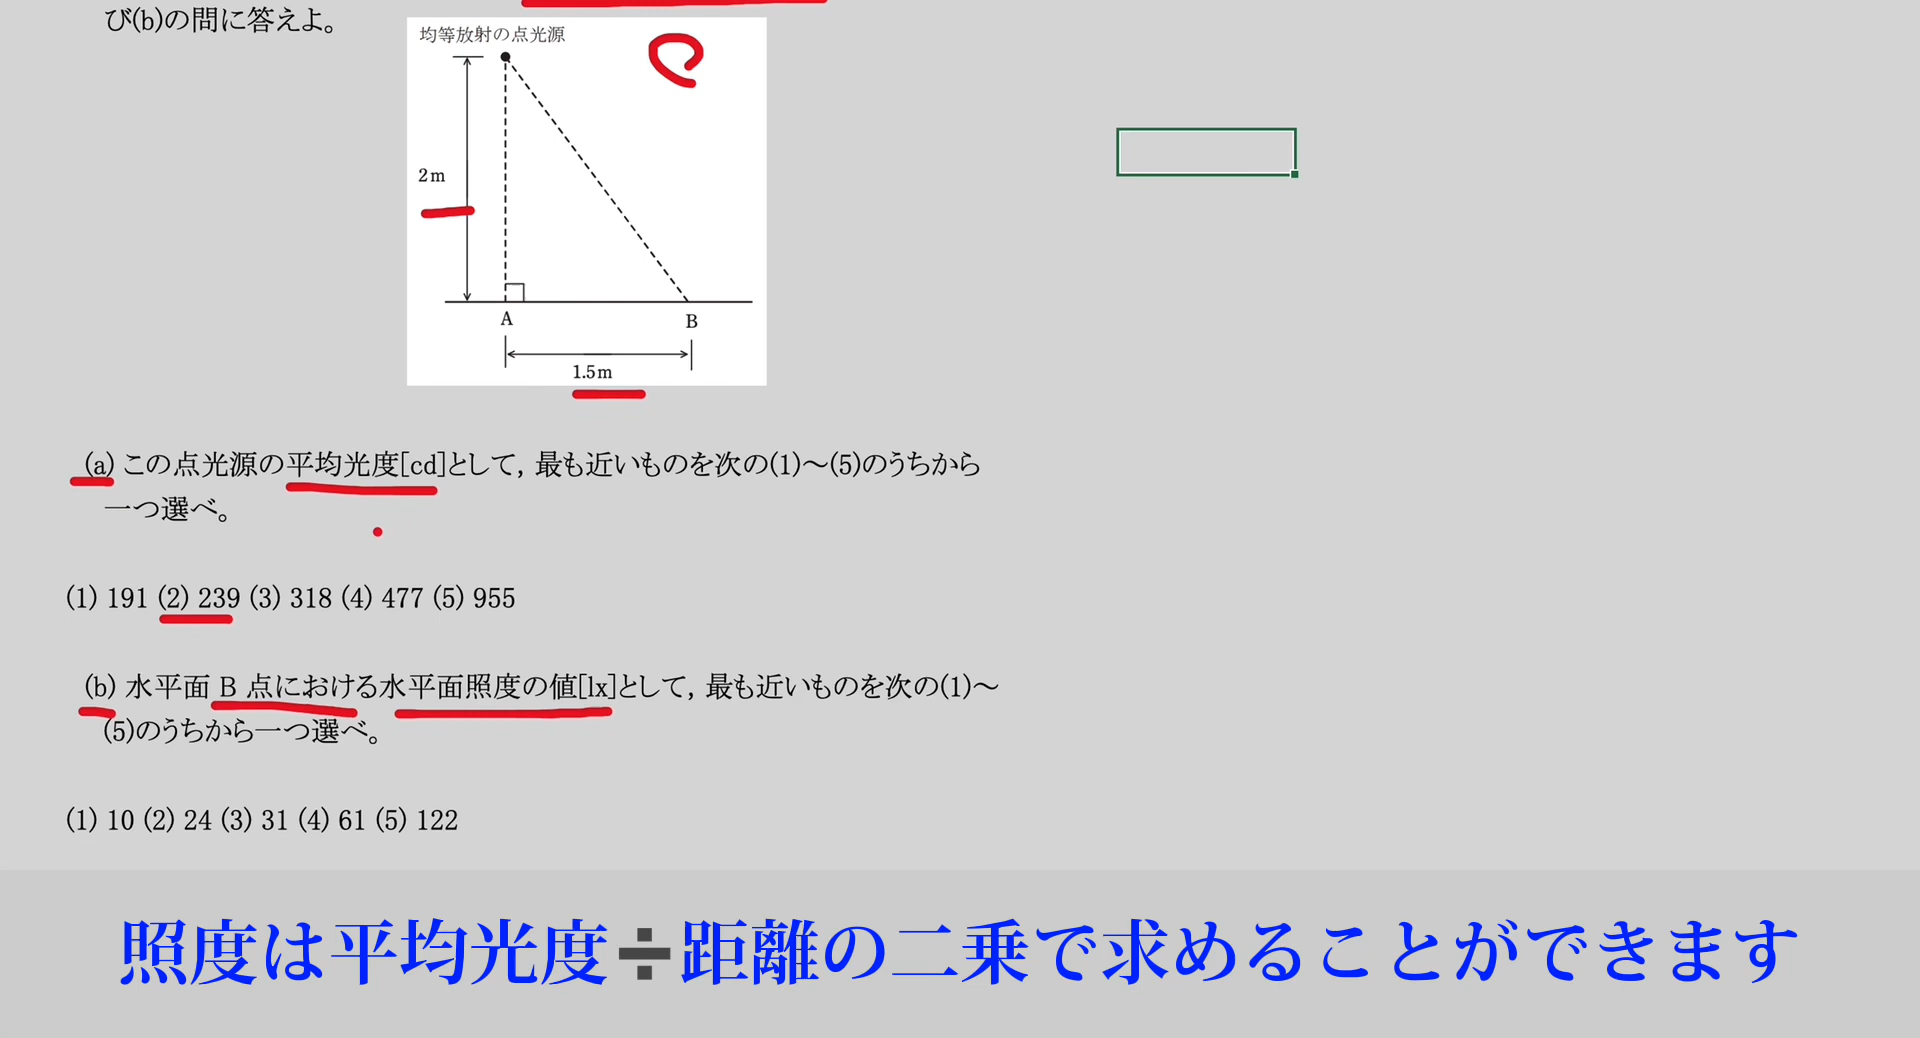 び(b)の問に答えよ。
均等放射の点光源
2m
A
B
1.5m
(a) この点光源の平均光度[cd]として, 最も近いものを次の(1)～(5)のうちから
一つ選べ。
(1) 191 (2) 239 (3) 318 (4) 477 (5) 955
(b) 水平面 B 点における水平面照度の値[lx]として, 最も近いものを次の(1)～
(5)のうちから一つ選べ。
(1) 10 (2) 24 (3) 31 (4) 61 (5) 122
照度は平均光度➗距離の二乗で求めることができます